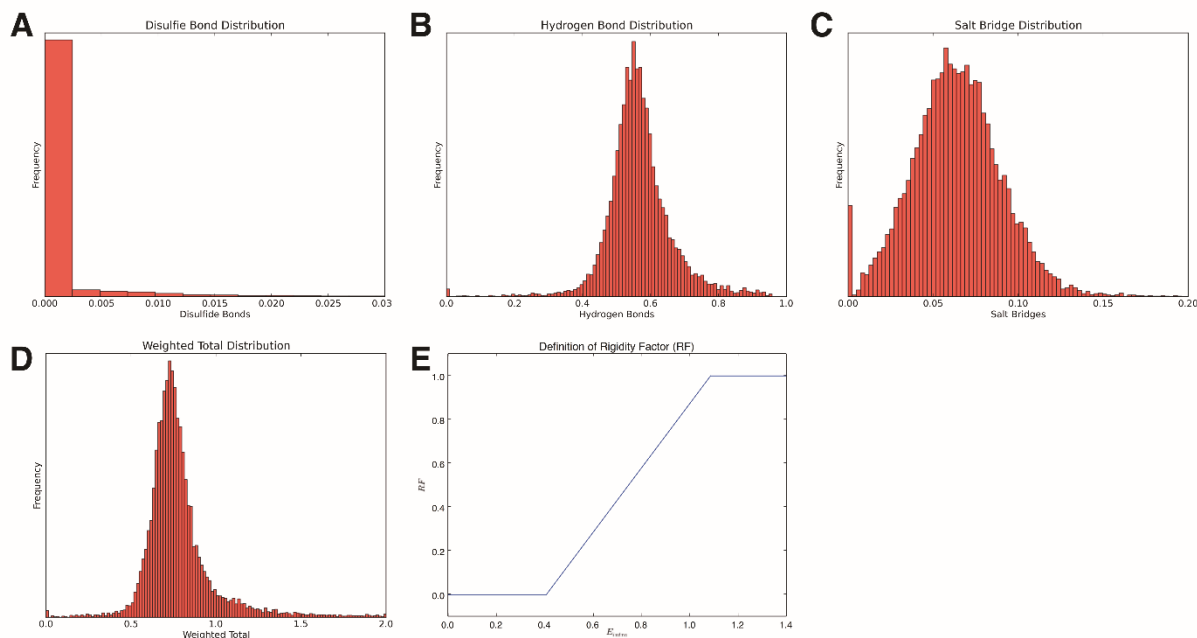 A
Disulfie Bond Distribution
Frequency
0.000 0.005 0.010 0.015 0.020 0.025 0.03
Disulfide Bonds
B
Hydrogen Bond Distribution
Frequency
0.0 0.2 0.4 0.6 0.8 1.0
Hydrogen Bonds
C
Salt Bridge Distribution
Frequency
0.00 0.05 0.10 0.15 0.20
Salt Bridges
D
Weighted Total Distribution
Frequency
0.0 0.5 1.0 1.5 2.0
Weighted Total
E
Definition of Rigidity Factor (RF)
1.0
0.8
0.6
0.4
0.2
0.0
RF
0.0 0.2 0.4 0.6 0.8 1.0 1.2 1.4
E